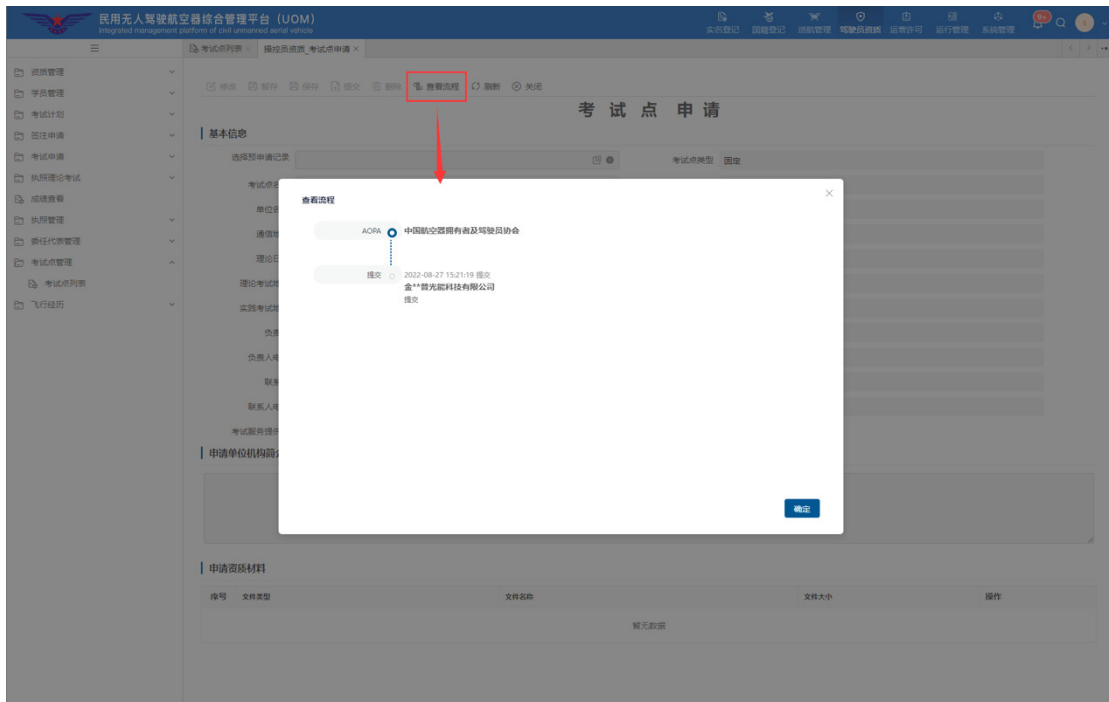 民用无人驾驶航空器综合管理平台（UOM）
Integrated management platform of civil unmanned aerial vehicle
实名登记 国籍登记 适航管理 驾驶员资质 运营许可 运行管理 系统管理
9+
考试点列表 × 操控员资质_考试点申请 ×
资质管理
学员管理
考试计划
签注申请
考试申请
执照理论考试
成绩查看
执照管理
委任代表管理
考试点管理
考试点列表
飞行经历
修改 暂存 保存 提交 删除 查看流程 刷新 关闭
考 试 点 申 请
基本信息
选择预申请记录
考试点类型 固定
考试点名
单位名
通信地
理论日
理论考试地
实践考试地
负责
负责人电
联系
联系人电
考试服务提供
申请单位机构简介
查看流程
AOPA 中国航空器拥有者及驾驶员协会
提交 2022-08-27 15:21:19 提交
金**普光能科技有限公司
提交
确定
申请资质材料
序号 文件类型 文件名称 文件大小 操作
暂无数据